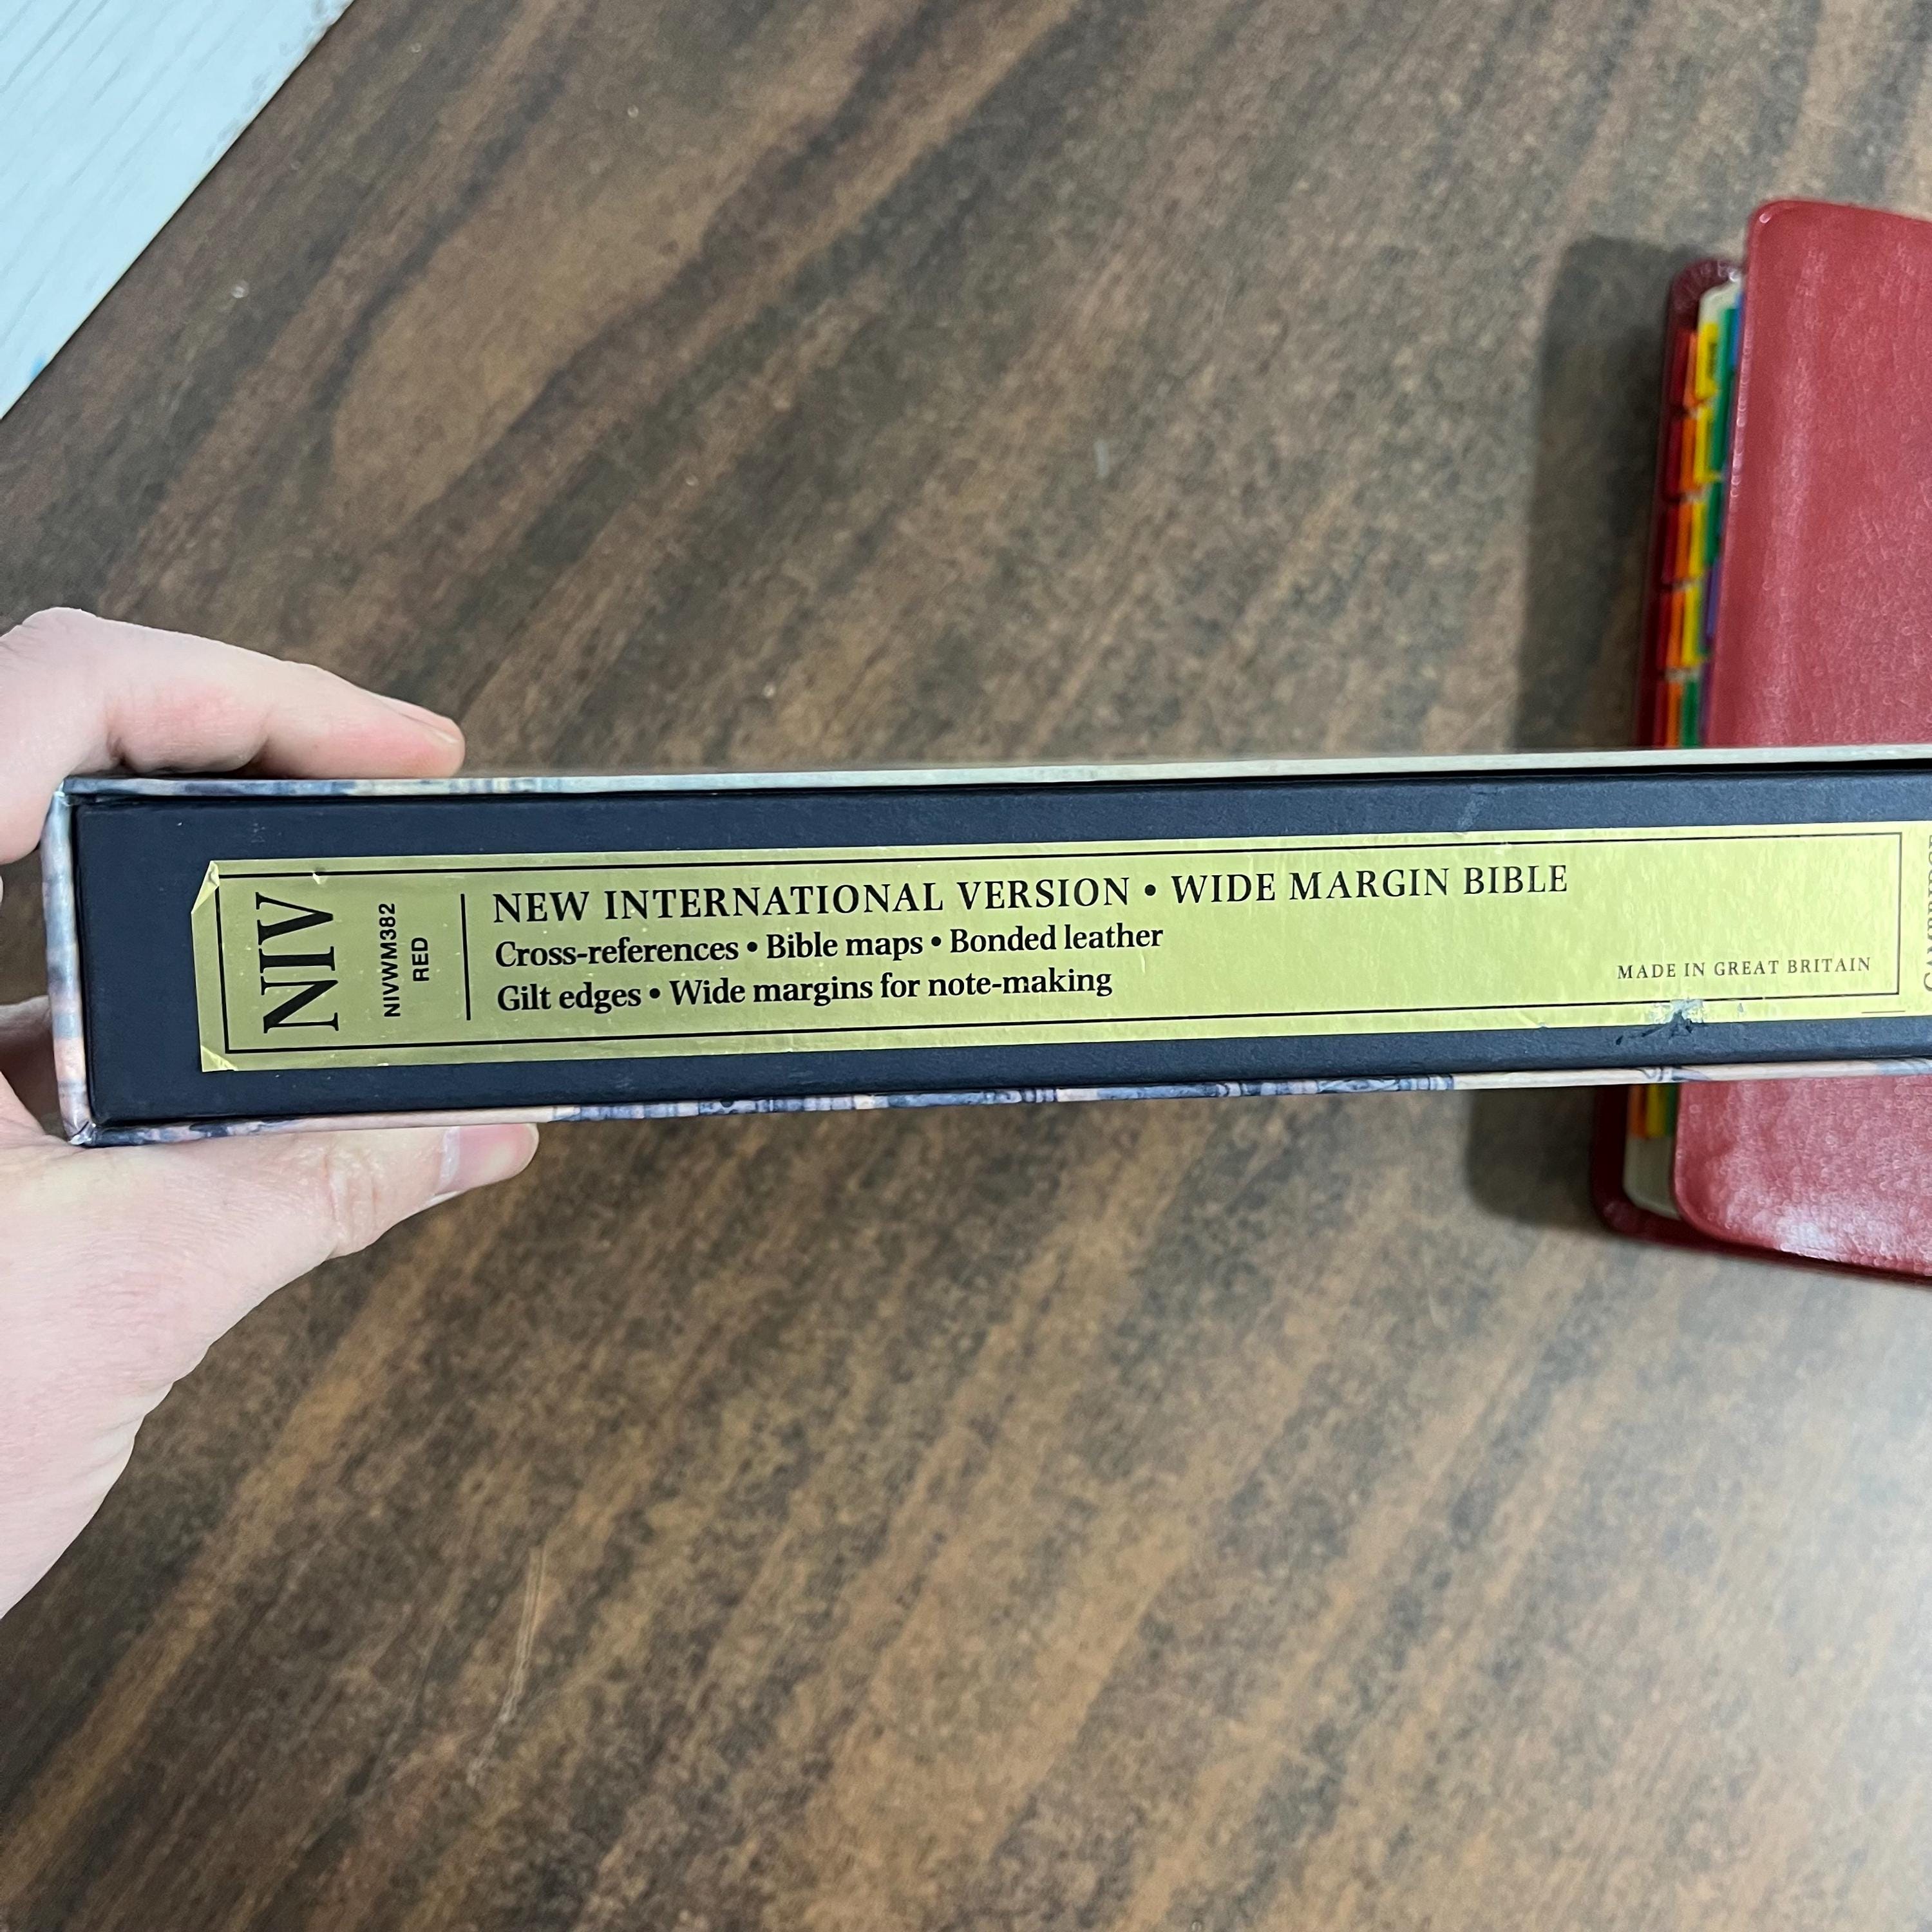 NIV
NIVWM382
RED
NEW INTERNATIONAL VERSION • WIDE MARGIN BIBLE
Cross-references • Bible maps • Bonded leather
Gilt edges • Wide margins for note-making
MADE IN GREAT BRITAIN